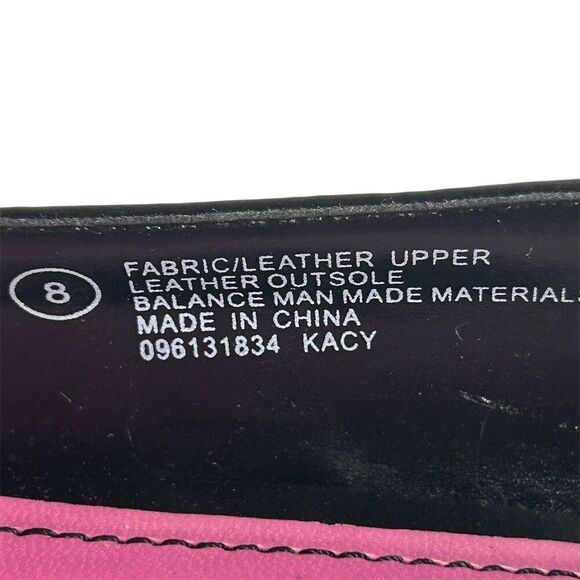 8
FABRIC/LEATHER UPPER
LEATHER OUTSOLE
BALANCE MAN MADE MATERIALS
MADE IN CHINA
096131834 KACY